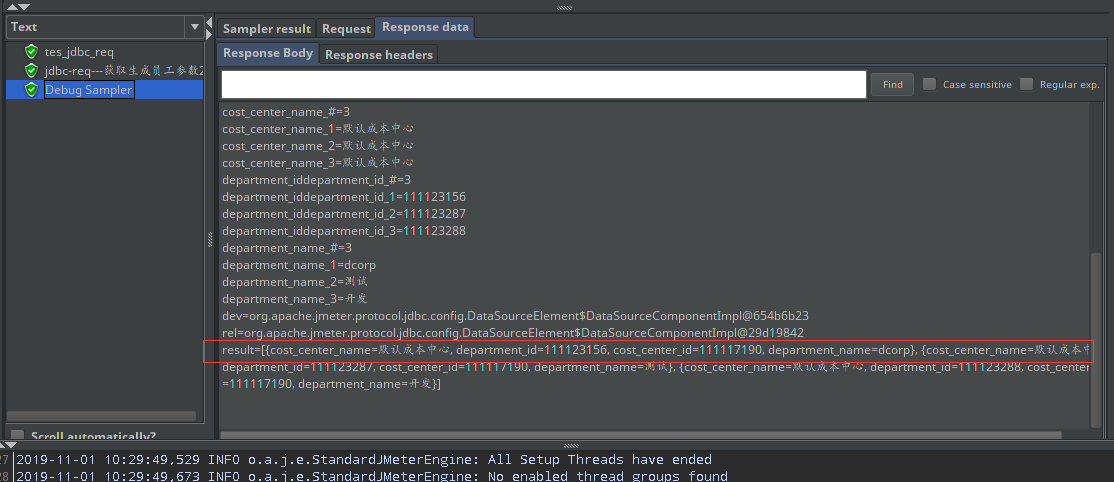 Text
Sampler result Request Response data
tes_jdbc_req
jdbc-req---获取生成员工参数2
Debug Sampler
Response Body Response headers
Find Case sensitive Regular exp.
cost_center_name_#=3
cost_center_name_1=默认成本中心
cost_center_name_2=默认成本中心
cost_center_name_3=默认成本中心
department_iddepartment_id_#=3
department_iddepartment_id_1=111123156
department_iddepartment_id_2=111123287
department_iddepartment_id_3=111123288
department_name_#=3
department_name_1=dcorp
department_name_2=测试
department_name_3=开发
dev=org.apache.jmeter.protocol.jdbc.config.DataSourceElement$DataSourceComponentImpl@654b6b23
rel=org.apache.jmeter.protocol.jdbc.config.DataSourceElement$DataSourceComponentImpl@29d19842
result=[{cost_center_name=默认成本中心, department_id=111123156, cost_center_id=111117190, department_name=dcorp}, {cost_center_name=默认成本中
department_id=111123287, cost_center_id=111117190, department_name=测试}, {cost_center_name=默认成本中心, department_id=111123288, cost_center
=111117190, department_name=开发}]
Scroll automatically?
27 2019-11-01 10:29:49,529 INFO o.a.j.e.StandardJMeterEngine: All Setup Threads have ended
28 2019-11-01 10:29:49,673 INFO o.a.j.e.StandardJMeterEngine: No enabled thread groups found